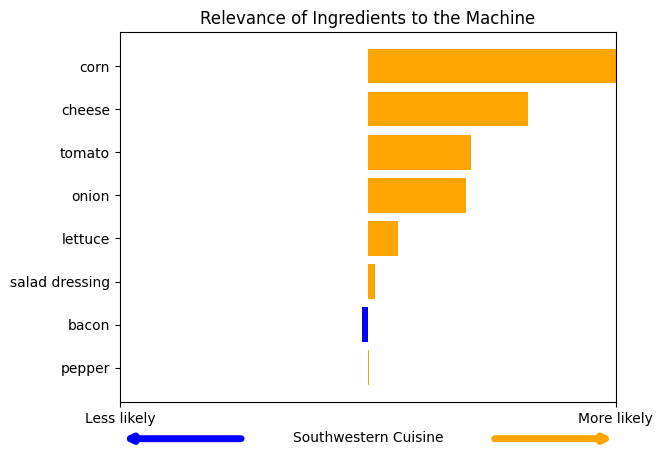 Relevance of Ingredients to the Machine
corn
cheese
tomato
onion
lettuce
salad dressing
bacon
pepper
Less likely
More likely
Southwestern Cuisine